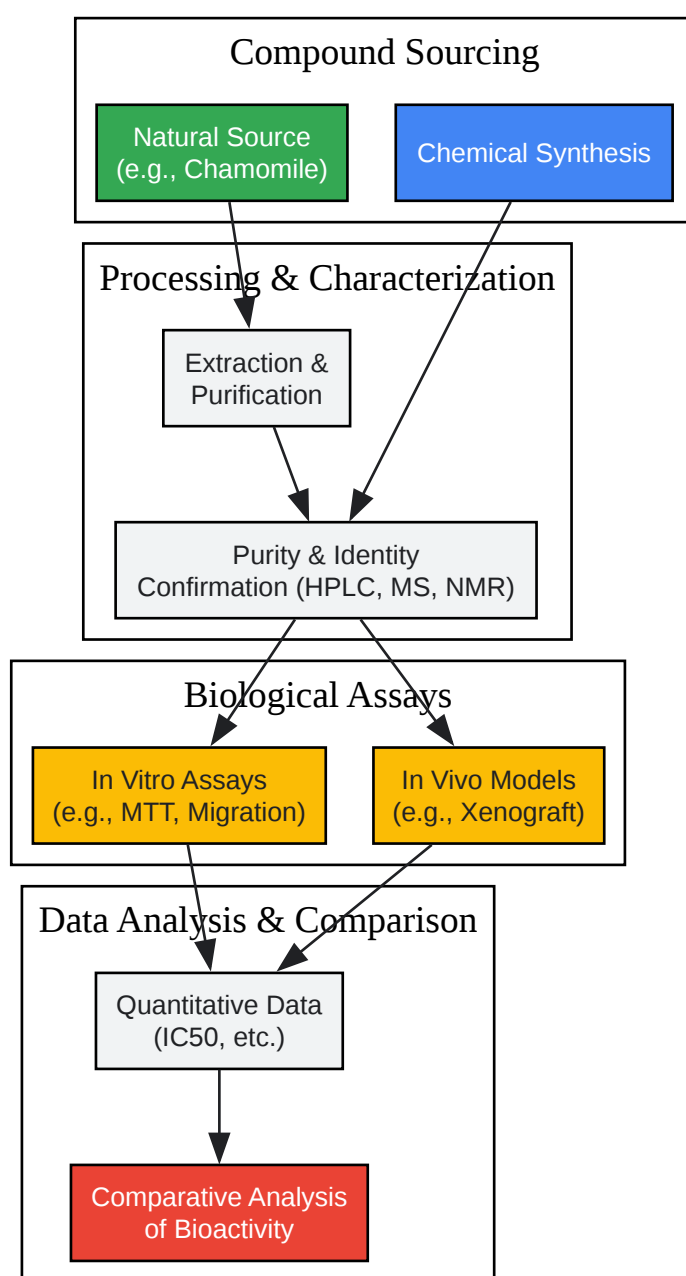 Compound Sourcing
Natural Source
(e.g., Chamomile)
Chemical Synthesis
Processing & Characterization
Extraction &
Purification
Purity & Identity
Confirmation (HPLC, MS, NMR)
Biological Assays
In Vitro Assays
(e.g., MTT, Migration)
In Vivo Models
(e.g., Xenograft)
Data Analysis & Comparison
Quantitative Data
(IC50, etc.)
Comparative Analysis
of Bioactivity